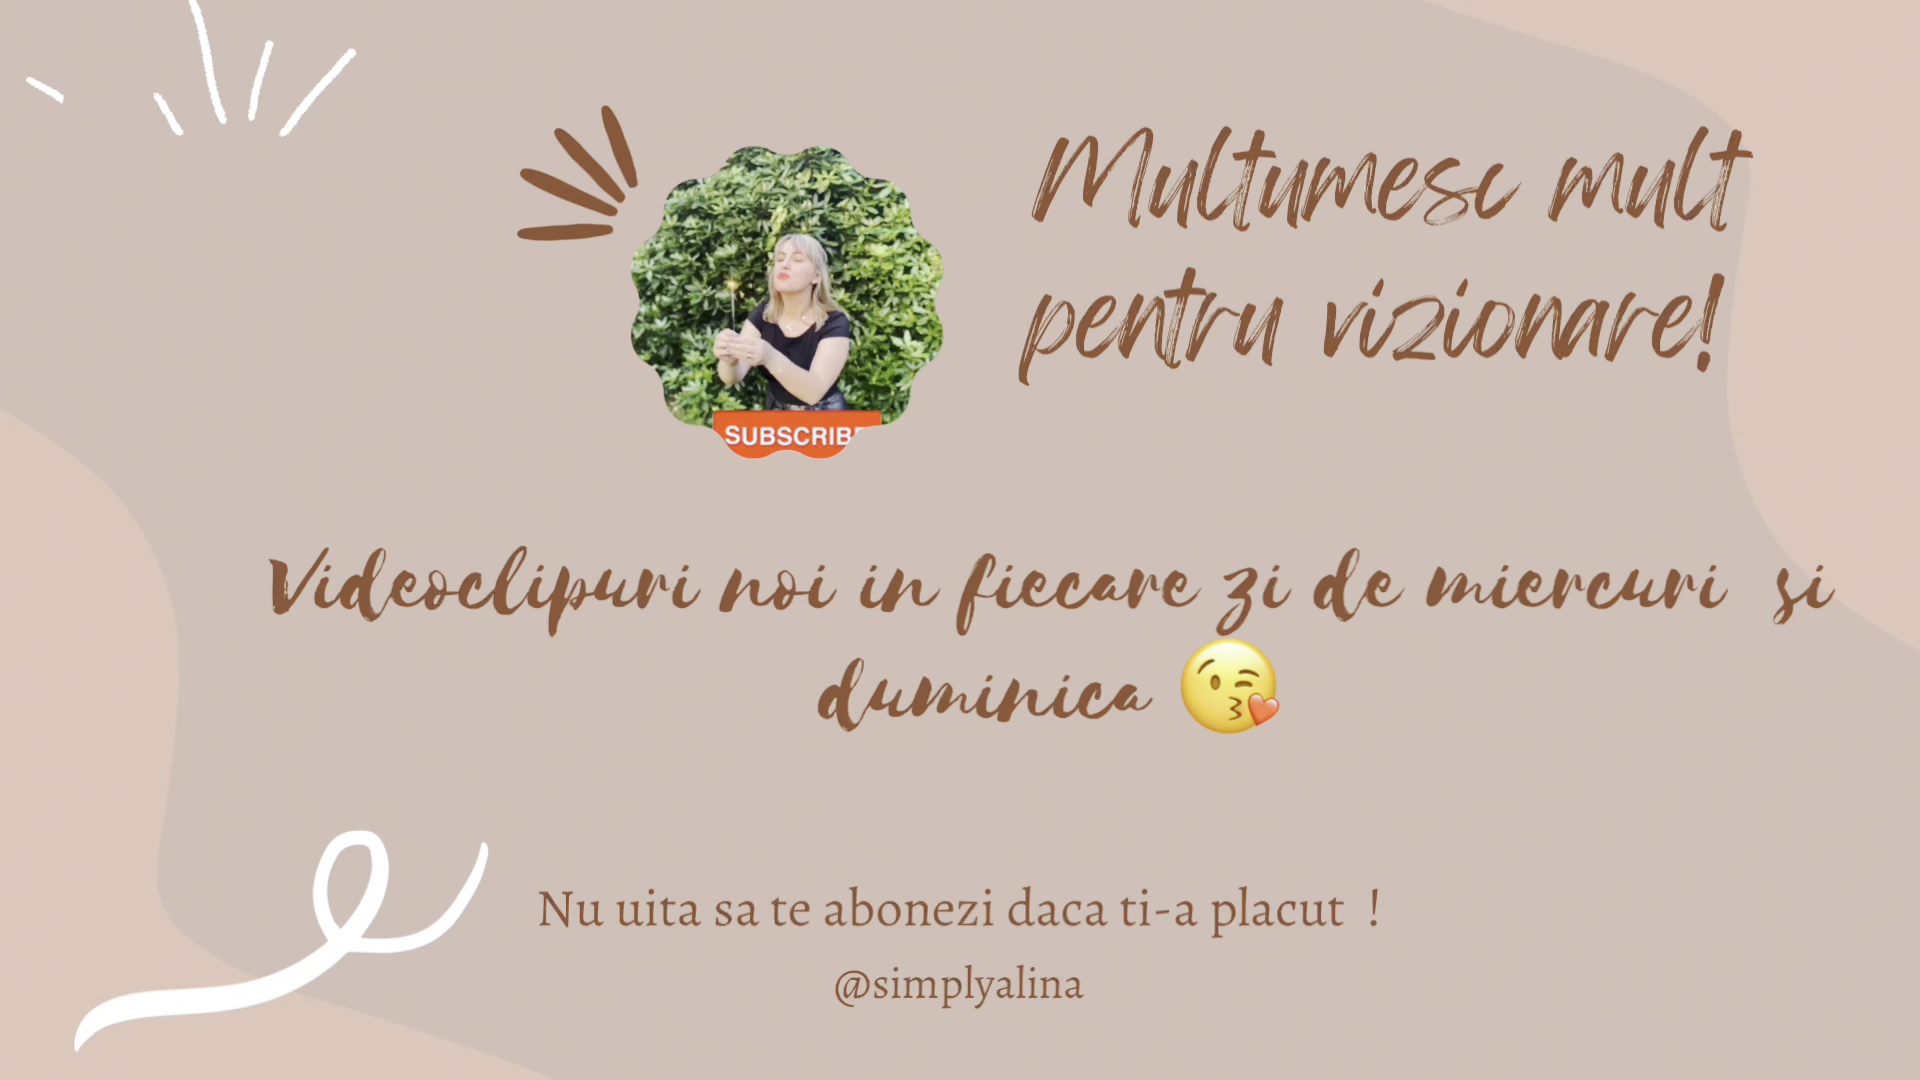 Multumesc mult
pentru vizionare!
SUBSCRIBE
Videoclipuri noi in fiecare zi de miercuri si
duminica 😘
Nu uita sa te abonezi daca ti-a placut !
@simplyalina